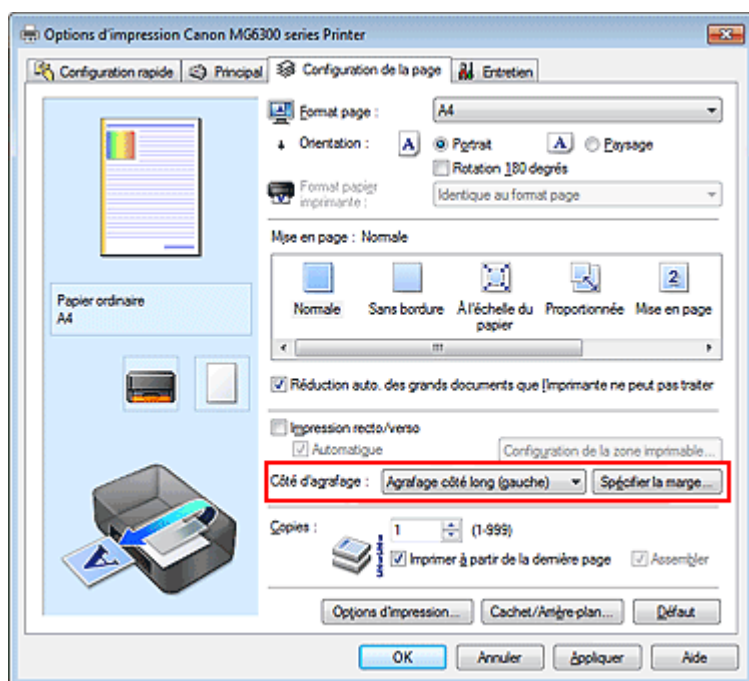 Options d'impression Canon MG6300 series Printer
Configuration rapide Principal Configuration de la page Entretien
Format page : A4
Orientation : A Portrait A Paysage
Rotation 180 degrés
Format papier
imprimante : Identique au format page
Mise en page : Normale
2
Normale Sans bordure À l'échelle du papier Proportionnée Mise en page
Papier ordinaire
A4
Réduction auto. des grands documents que l'imprimante ne peut pas traiter
Impression recto/verso
Automatique Configuration de la zone imprimable...
Côté d'agrafage : Agrafage côté long (gauche) Spécifier la marge...
Copies : 1 (1-999)
Imprimer à partir de la dernière page Assembler
Options d'impression... Cachet/Arrière-plan... Défaut
OK Annuler Appliquer Aide